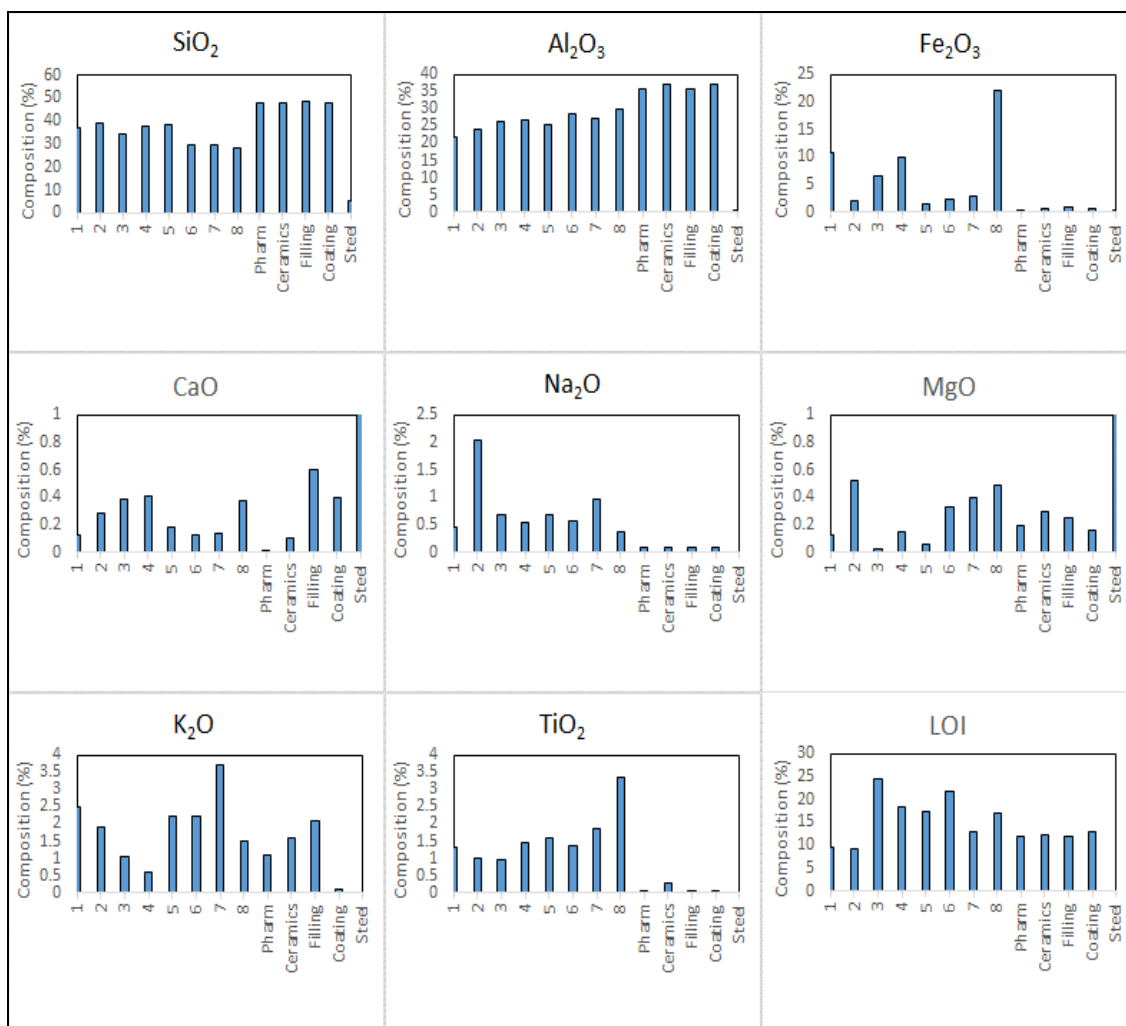 SiO₂
Composition (%)
60
50
40
30
20
10
0
1
2
3
4
5
6
7
8
Pharm
Ceramics
Filling
Coating
Steel
Al₂O₃
Composition (%)
40
35
30
25
20
15
10
5
0
1
2
3
4
5
6
7
8
Pharm
Ceramics
Filling
Coating
Steel
Fe₂O₃
Composition (%)
25
20
15
10
5
0
1
2
3
4
5
6
7
8
Pharm
Ceramics
Filling
Coating
Steel
CaO
Composition (%)
1
0.8
0.6
0.4
0.2
0
1
2
3
4
5
6
7
8
Pharm
Ceramics
Filling
Coating
Steel
Na₂O
Composition (%)
2.5
2
1.5
1
0.5
0
1
2
3
4
5
6
7
8
Pharm
Ceramics
Filling
Coating
Steel
MgO
Composition (%)
1
0.8
0.6
0.4
0.2
0
1
2
3
4
5
6
7
8
Pharm
Ceramics
Filling
Coating
Steel
K₂O
Composition (%)
4
3.5
3
2.5
2
1.5
1
0.5
0
1
2
3
4
5
6
7
8
Pharm
Ceramics
Filling
Coating
Steel
TiO₂
Composition (%)
4
3.5
3
2.5
2
1.5
1
0.5
0
1
2
3
4
5
6
7
8
Pharm
Ceramics
Filling
Coating
Steel
LOI
Composition (%)
30
25
20
15
10
5
0
1
2
3
4
5
6
7
8
Pharm
Ceramics
Filling
Coating
Steel